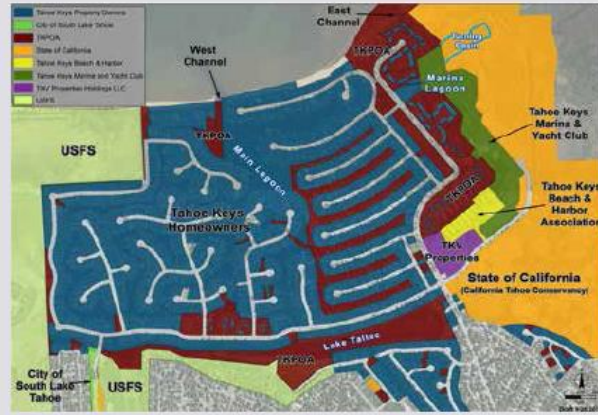 Tahoe Keys Property Owners
City of South Lake Tahoe
TKPOA
State of California
Tahoe Keys Beach & Harbor
Tahoe Keys Marina and Yacht Club
TKV Properties Holdings LLC
USFS
East
Channel
West
Channel
TKPOA
Turning
Basin
Marina
Lagoon
Tahoe Keys
Marina &
Yacht Club
USFS
TKPOA
Main Lagoon
Tahoe Keys
Homeowners
TKPOA
Tahoe Keys
Beach &
Harbor
Association
TKV
Properties
State of California
(California Tahoe Conservancy)
Lake Tallac
TKPOA
City of
South Lake
Tahoe
USFS